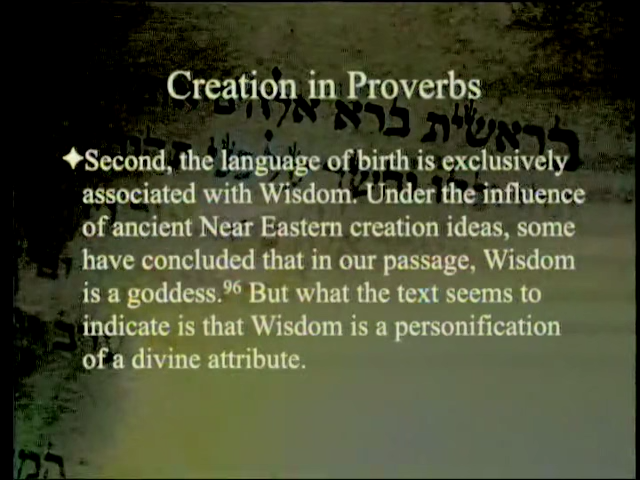 Creation in Proverbs
בראשית ברא אלהים
✦Second, the language of birth is exclusively
associated with Wisdom. Under the influence
of ancient Near Eastern creation ideas, some
have concluded that in our passage, Wisdom
is a goddess.⁹⁶ But what the text seems to
indicate is that Wisdom is a personification
of a divine attribute.